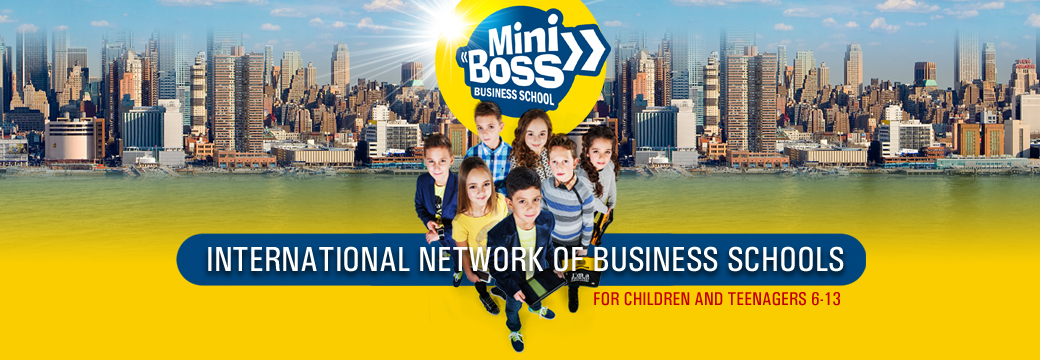 Mini
Boss
BUSINESS SCHOOL
INTERNATIONAL NETWORK OF BUSINESS SCHOOLS
FOR CHILDREN AND TEENAGERS 6-13